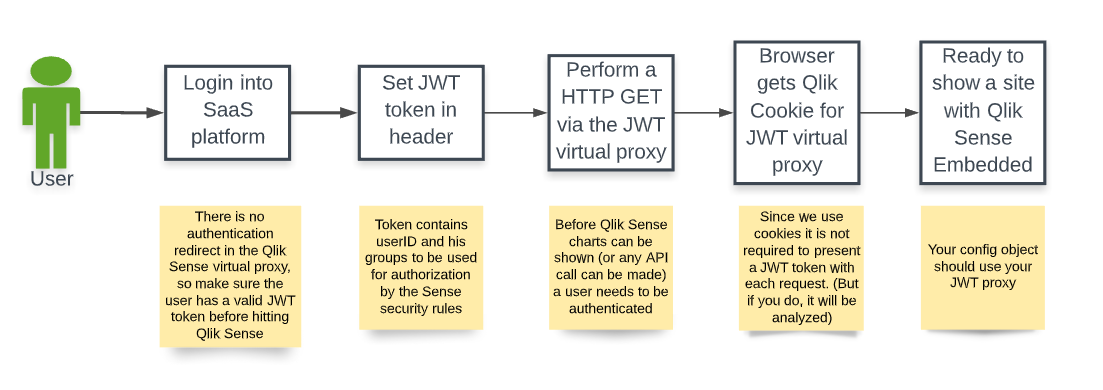 User
Login into
SaaS
platform
Set JWT
token in
header
Perform a
HTTP GET
via the JWT
virtual proxy
Browser
gets Qlik
Cookie for
JWT virtual
proxy
Ready to
show a site
with Qlik
Sense
Embedded
There is no
authentication
redirect in the Qlik
Sense virtual proxy,
so make sure the
user has a valid JWT
token before hitting
Qlik Sense
Token contains
userID and his
groups to be used
for authorization
by the Sense
security rules
Before Qlik Sense
charts can be
shown (or any API
call can be made)
a user needs to be
authenticated
Since we use
cookies it is not
required to present
a JWT token with
each request. (But
if you do, it will be
analyzed)
Your config object
should use your
JWT proxy